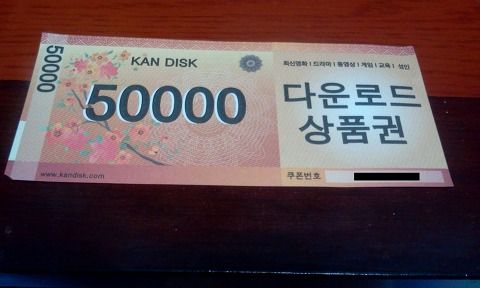 50000
KAN DISK
50000
www.kandisk.com
최신영화 I 드라마 I 동영상 I 게임 I 교육 I 성인
다운로드
상품권
쿠폰번호